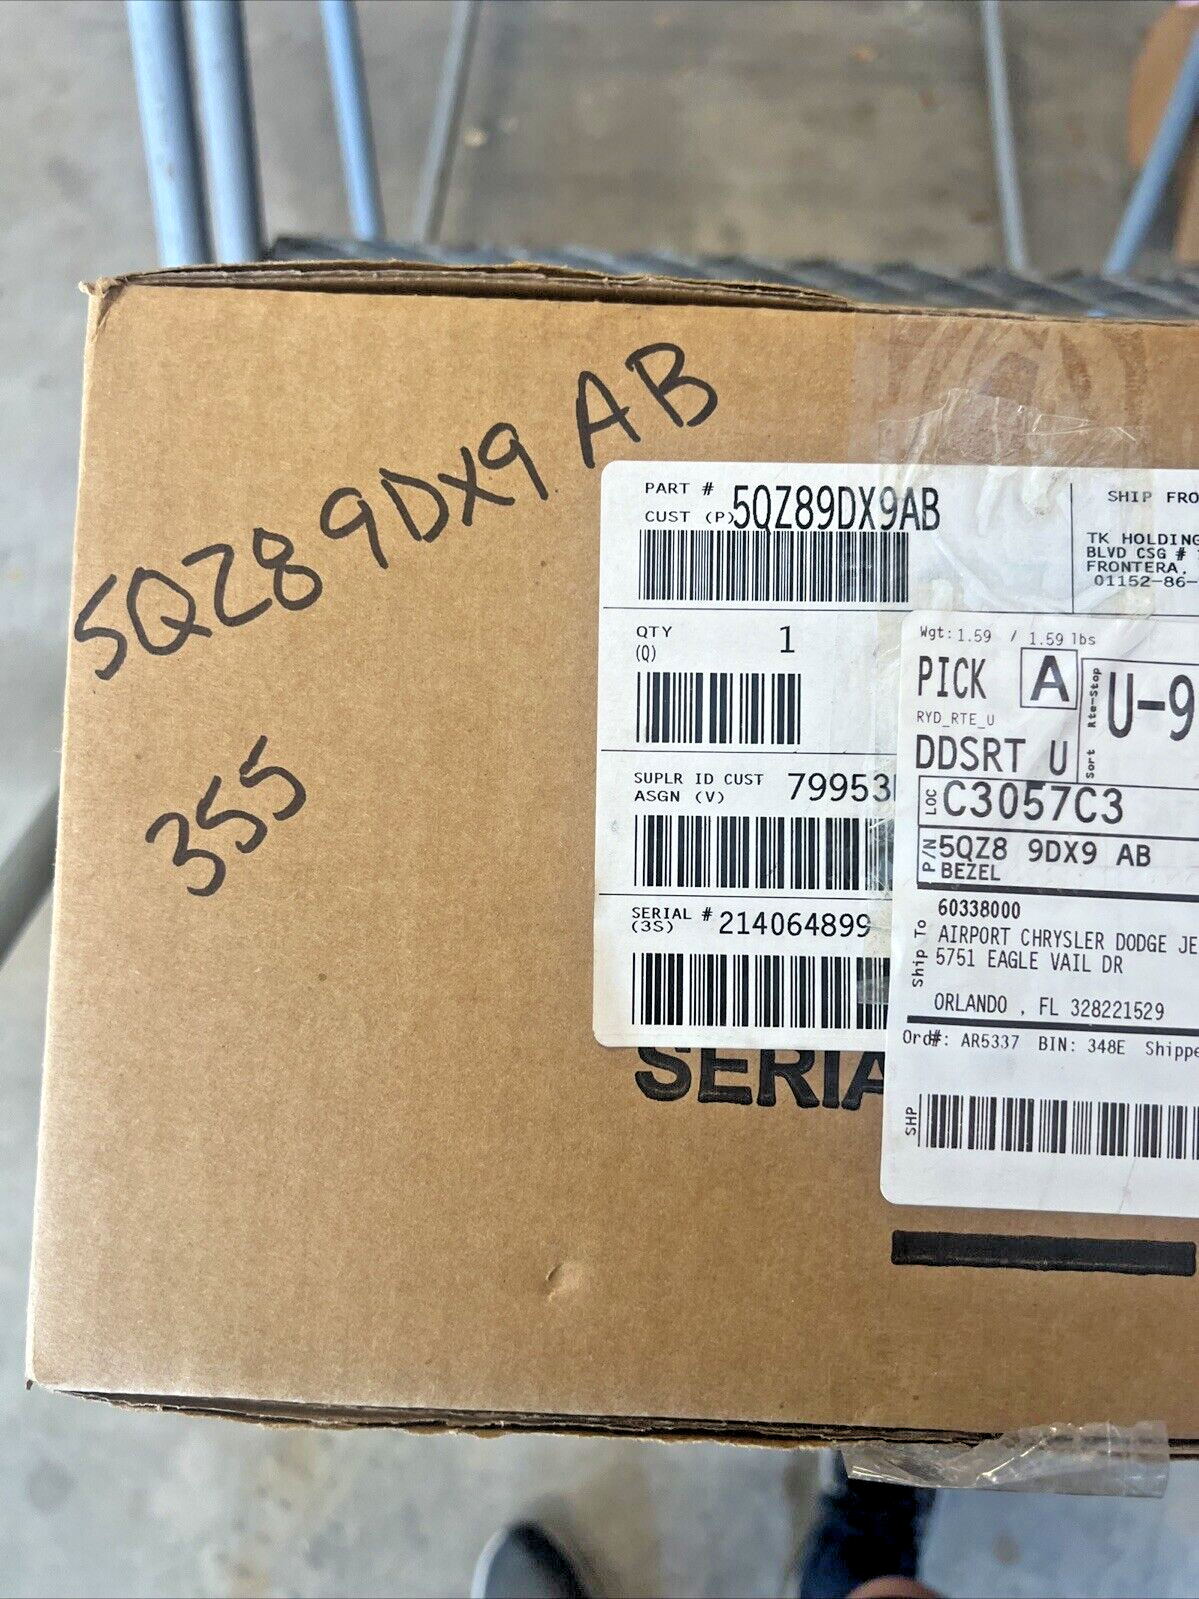 5QZ89DX9 AB
355
PART #
CUST (P) 5QZ89DX9AB
SHIP FRO
TK HOLDING
BLVD CSG #
FRONTERA,
01152-86-
QTY
(Q)
1
SUPLR ID CUST
ASGN (V)
79953
SERIAL #
(3S)
214064899
SERIA
Wgt: 1.59 / 1.59 lbs
PICK A
Rte-Stop
U-9
RYD_RTE_U
DDSRT U
Sort
LOC C3057C3
P/N 5QZ8 9DX9 AB
BEZEL
Ship To
60338000
AIRPORT CHRYSLER DODGE JE
5751 EAGLE VAIL DR
ORLANDO , FL 328221529
Ord#: AR5337 BIN: 348E Shippe
SHP